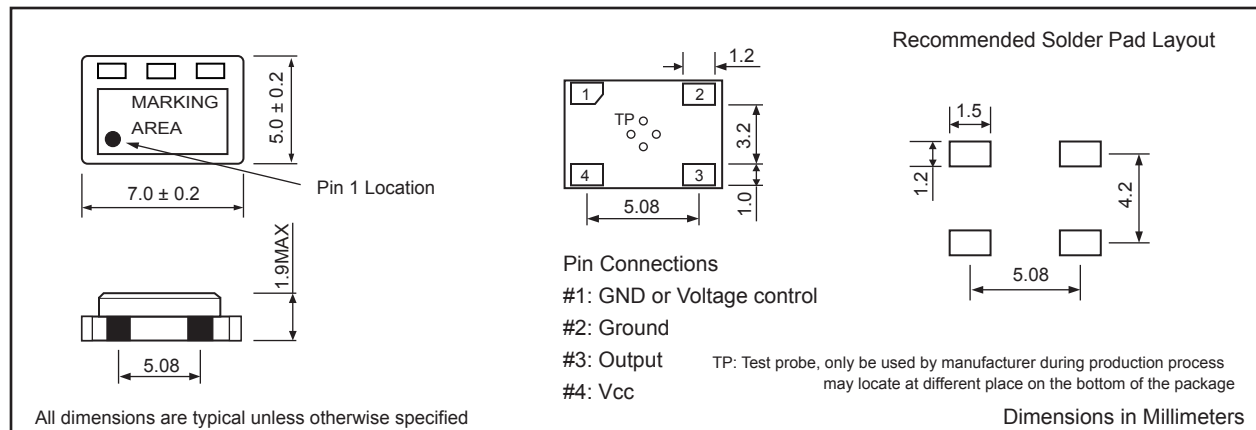 MARKING
AREA
5.0 ± 0.2
Pin 1 Location
7.0 ± 0.2
1.9MAX
5.08
All dimensions are typical unless otherwise specified
1.2
1
2
TP
3.2
4
3
1.0
5.08
Pin Connections
#1: GND or Voltage control
#2: Ground
#3: Output
#4: Vcc
Recommended Solder Pad Layout
1.5
1.2
4.2
5.08
TP: Test probe, only be used by manufacturer during production process
may locate at different place on the bottom of the package
Dimensions in Millimeters